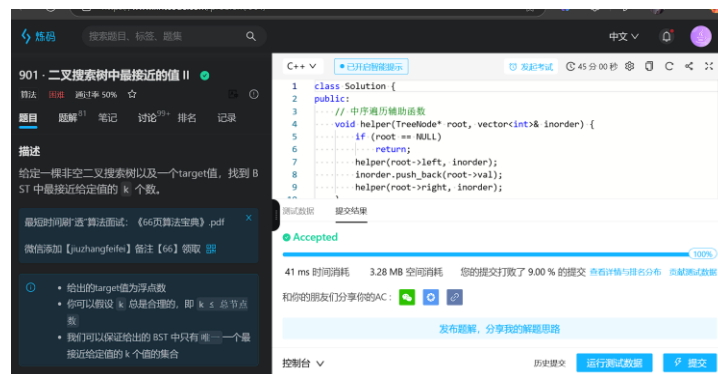 炼码
搜索题目、标签、题集
中文
901 · 二叉搜索树中最接近的值 II
算法 困难 通过率 50%
题目 题解 81 笔记 讨论 99+ 排名 记录
描述
给定一棵非空二叉搜索树以及一个target值，找到 B
ST 中最接近给定值的 k 个数。
最短时间刷“透”算法面试：《66页算法宝典》.pdf ×
微信添加【jiuzhangfeifei】备注【66】领取
• 给出的target值为浮点数
• 你可以假设 k 总是合理的，即 k ≤ 总节点
数
• 我们可以保证给出的 BST 中只有唯一一个最
接近给定值的 k 个值的集合
C++ • 已开启智能提示 发起考试 45 分 00 秒
1 class Solution {
2 public:
3 // 中序遍历辅助函数
4 void helper(TreeNode* root, vector<int>& inorder) {
5 if (root == NULL)
6 return;
7 helper(root->left, inorder);
8 inorder.push_back(root->val);
9 helper(root->right, inorder);
测试数据 提交结果
Accepted
100%
41 ms 时间消耗 3.28 MB 空间消耗 您的提交打败了 9.00 % 的提交 查看详情与排名分布 贡献测试数据
和你的朋友们分享你的AC：
发布题解，分享我的解题思路
控制台 历史提交 运行测试数据 提交